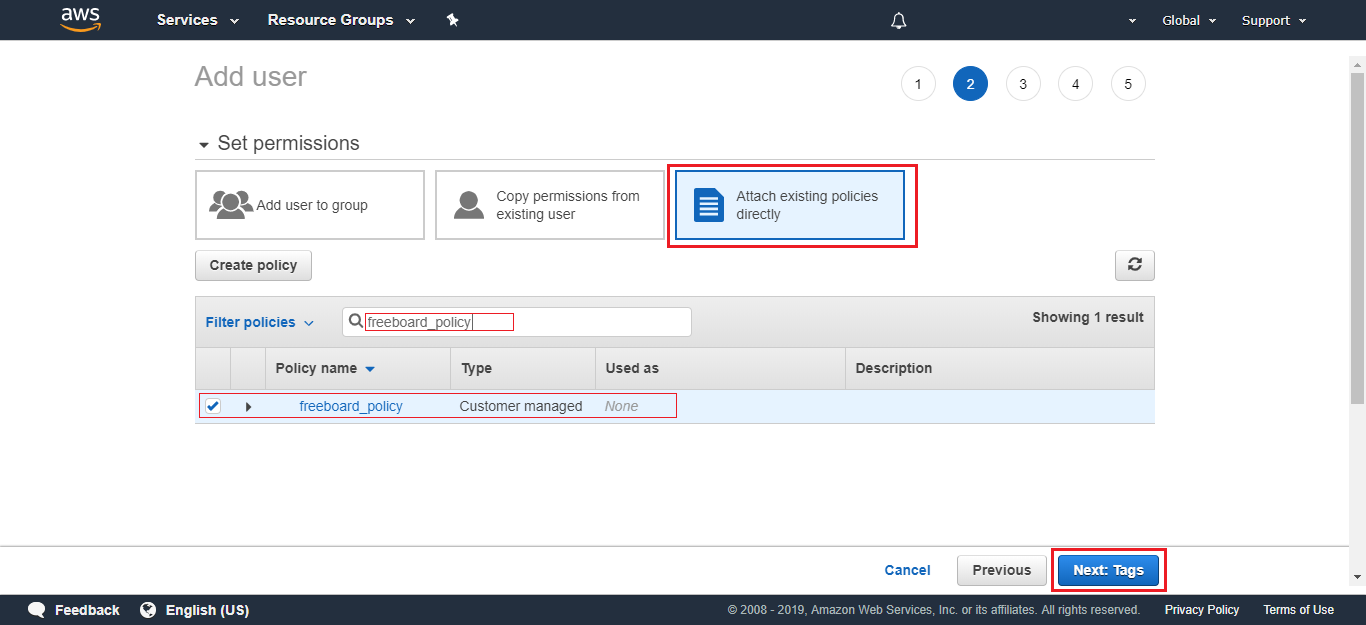 aws Services Resource Groups Global Support
Add user
1 2 3 4 5
Set permissions
Add user to group
Copy permissions from
existing user
Attach existing policies
directly
Create policy
Filter policies freeboard_policy Showing 1 result
Policy name Type Used as Description
freeboard_policy Customer managed None
Cancel Previous Next: Tags
Feedback English (US) © 2008 - 2019, Amazon Web Services, Inc. or its affiliates. All rights reserved. Privacy Policy Terms of Use